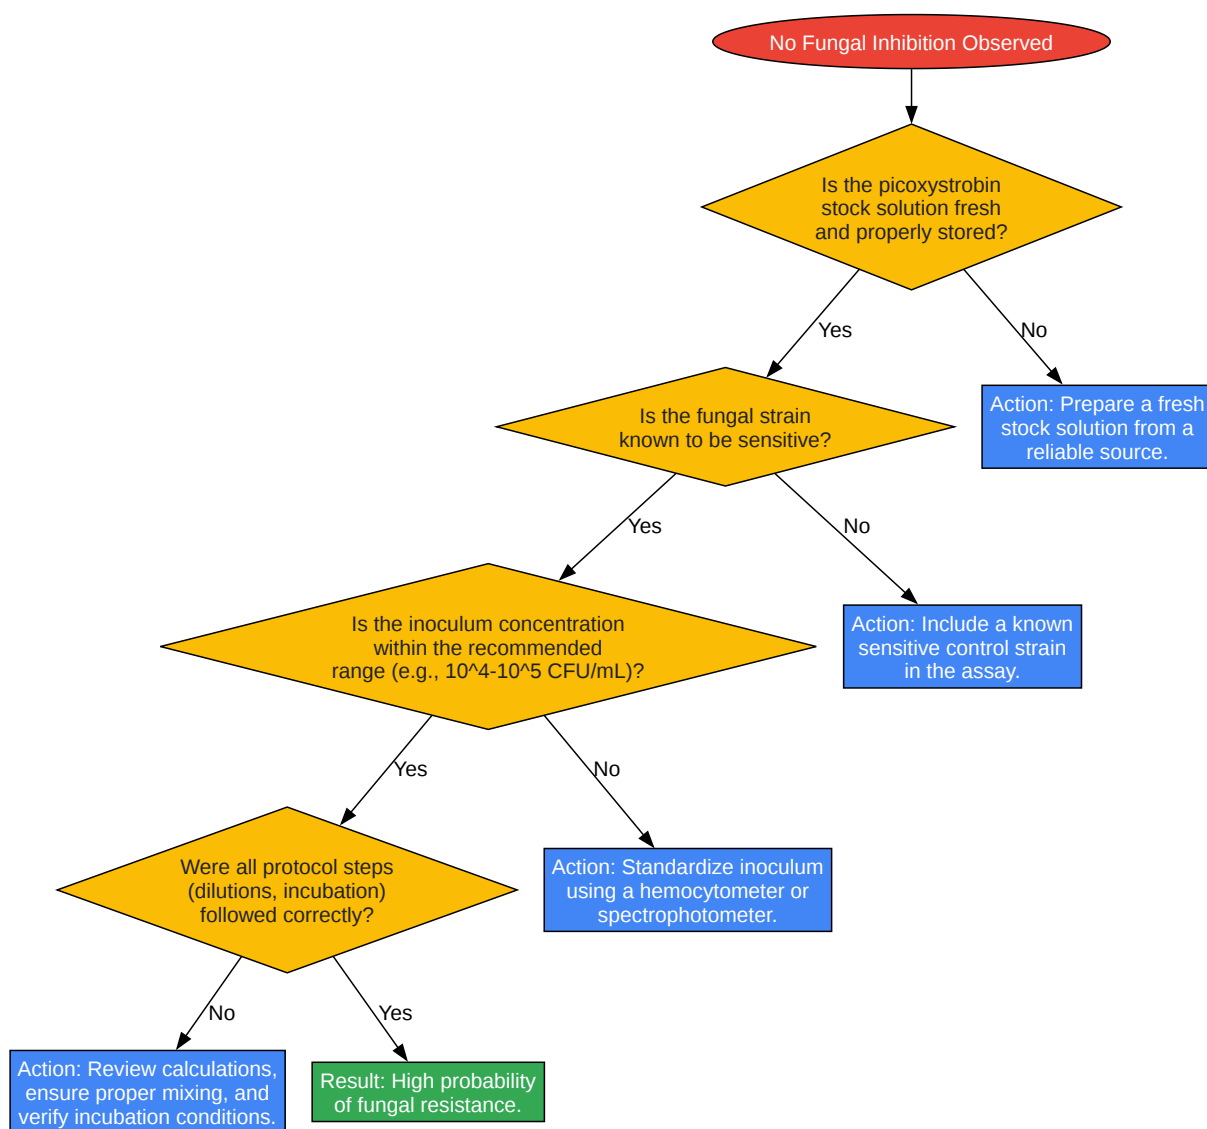 No Fungal Inhibition Observed
Is the picoxystrobin
stock solution fresh
and properly stored?
Yes
No
Is the fungal strain
known to be sensitive?
Action: Prepare a fresh
stock solution from a
reliable source.
Yes
No
Is the inoculum concentration
within the recommended
range (e.g., 10^4-10^5 CFU/mL)?
Action: Include a known
sensitive control strain
in the assay.
Yes
No
Were all protocol steps
(dilutions, incubation)
followed correctly?
Action: Standardize inoculum
using a hemocytometer or
spectrophotometer.
No
Yes
Action: Review calculations,
ensure proper mixing, and
verify incubation conditions.
Result: High probability
of fungal resistance.